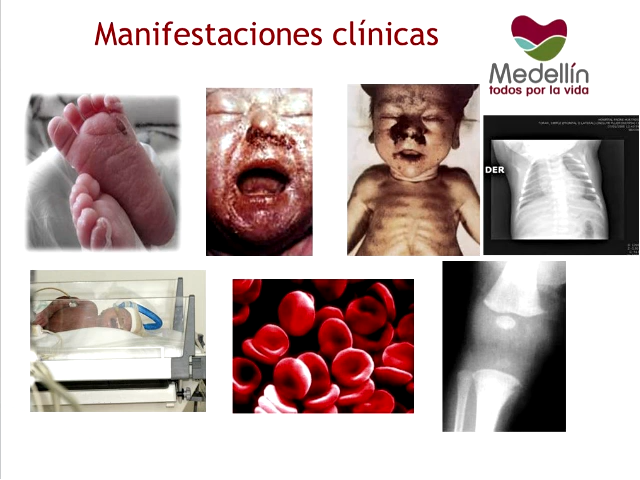 Manifestaciones clínicas
Medellín
todos por la vida
DER